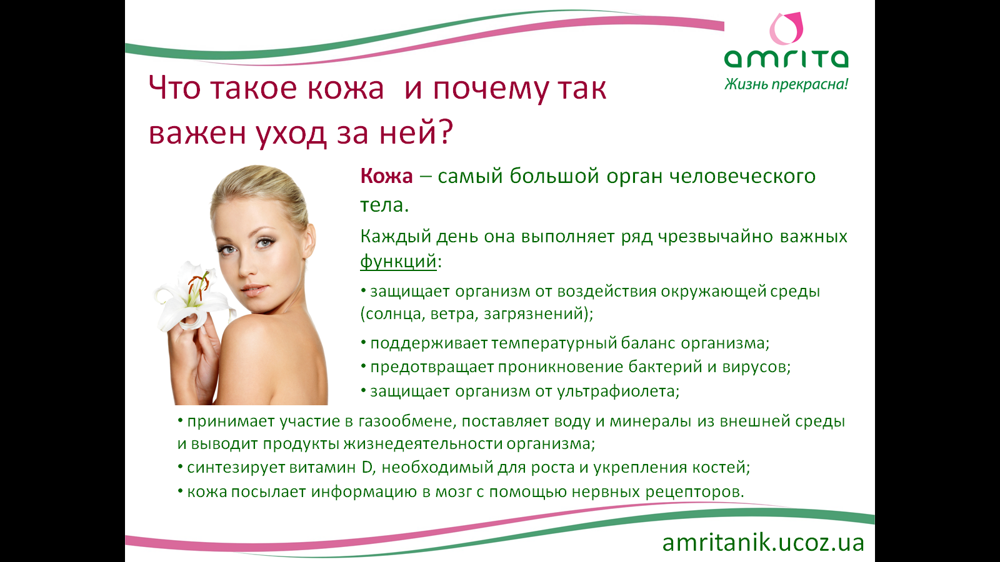 amrita
Жизнь прекрасна!
Что такое кожа и почему так
важен уход за ней?
Кожа – самый большой орган человеческого
тела.
Каждый день она выполняет ряд чрезвычайно важных
функций:
• защищает организм от воздействия окружающей среды
(солнца, ветра, загрязнений);
• поддерживает температурный баланс организма;
• предотвращает проникновение бактерий и вирусов;
• защищает организм от ультрафиолета;
• принимает участие в газообмене, поставляет воду и минералы из внешней среды
и выводит продукты жизнедеятельности организма;
• синтезирует витамин D, необходимый для роста и укрепления костей;
• кожа посылает информацию в мозг с помощью нервных рецепторов.
amritanik.ucoz.ua